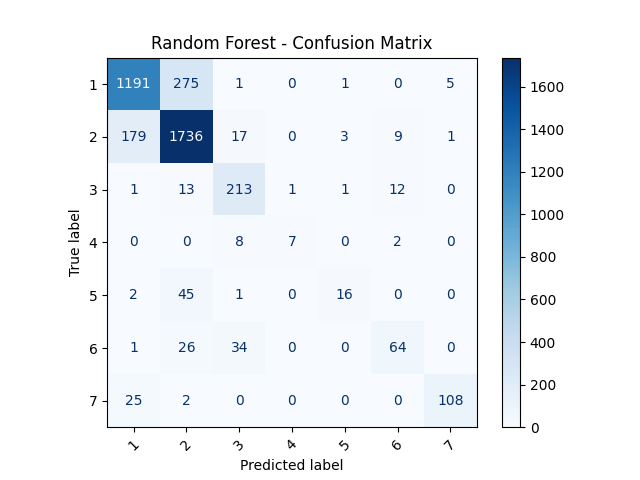 Random Forest - Confusion Matrix
1 1191 275 1 0 1 0 5
2 179 1736 17 0 3 9 1
3 1 13 213 1 1 12 0
4 0 0 8 7 0 2 0
5 2 45 1 0 16 0 0
6 1 26 34 0 0 64 0
7 25 2 0 0 0 0 108
1 2 3 4 5 6 7
True label
Predicted label
1600
1400
1200
1000
800
600
400
200
0